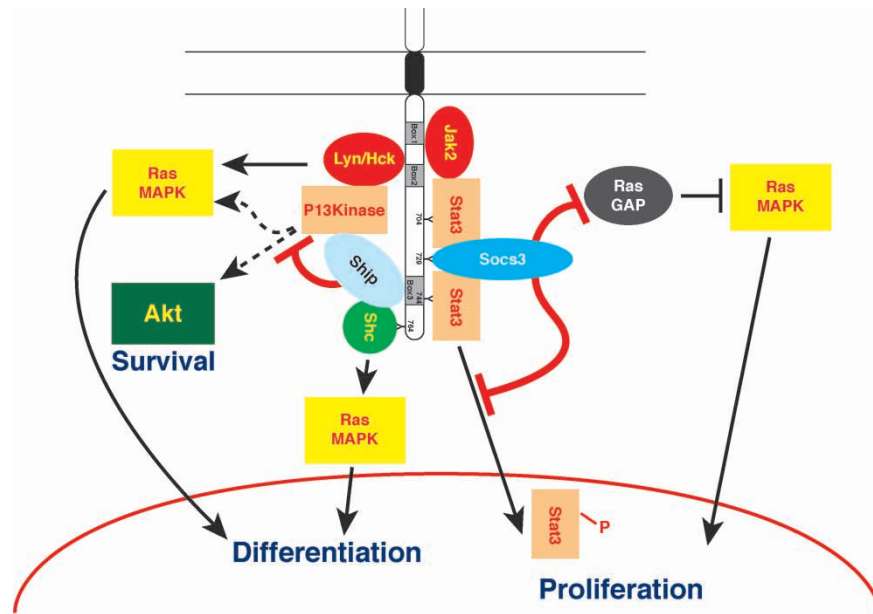 Box1
Jak2
Lyn/Hck
Ras
MAPK
Box2
P13Kinase
Stat3
704
Ras
GAP
Ras
MAPK
Ship
729
Socs3
Box3
744
Stat3
Akt
Shc
764
Survival
Ras
MAPK
Stat3
P
Differentiation
Proliferation